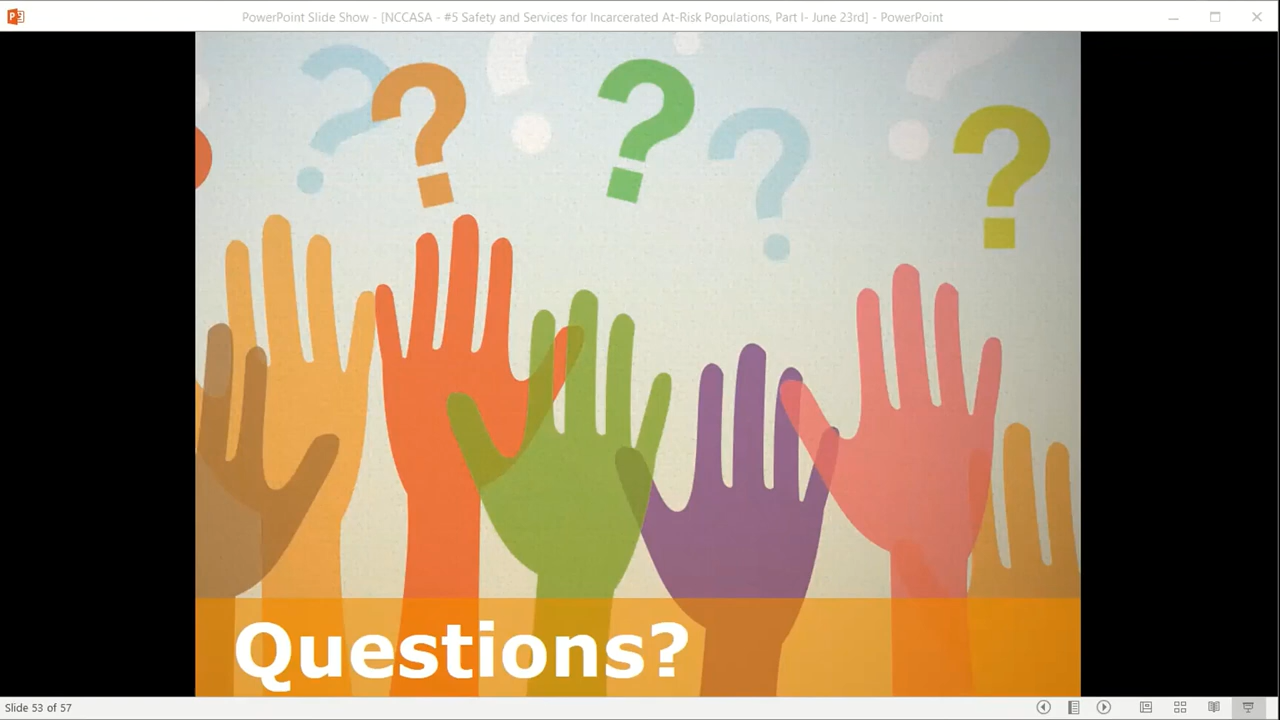 PowerPoint Slide Show - [NCCASA - #5 Safety and Services for Incarcerated At-Risk Populations, Part I- June 23rd] - PowerPoint
? ? ? ? ?
Questions?
Slide 53 of 57